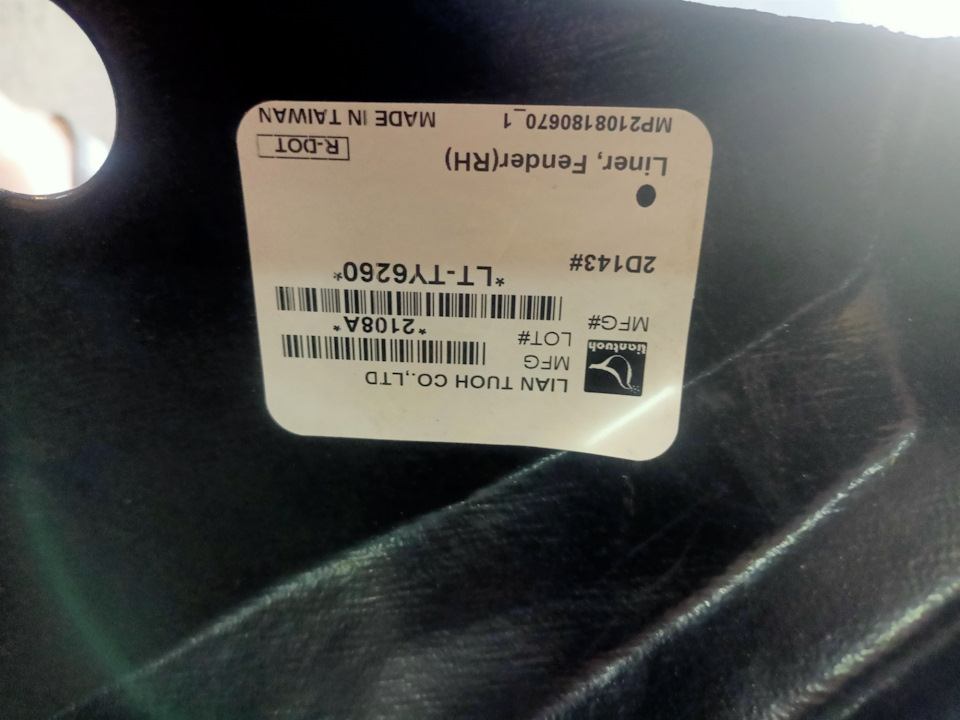 LIAN TUOH CO.,LTD
liantuoh
MFG
LOT#
*2108A*
MFG#
*LT-TY6260*
2D143#
Liner, Fender(RH)
R-DOT
MP2108180670_1 MADE IN TAIWAN